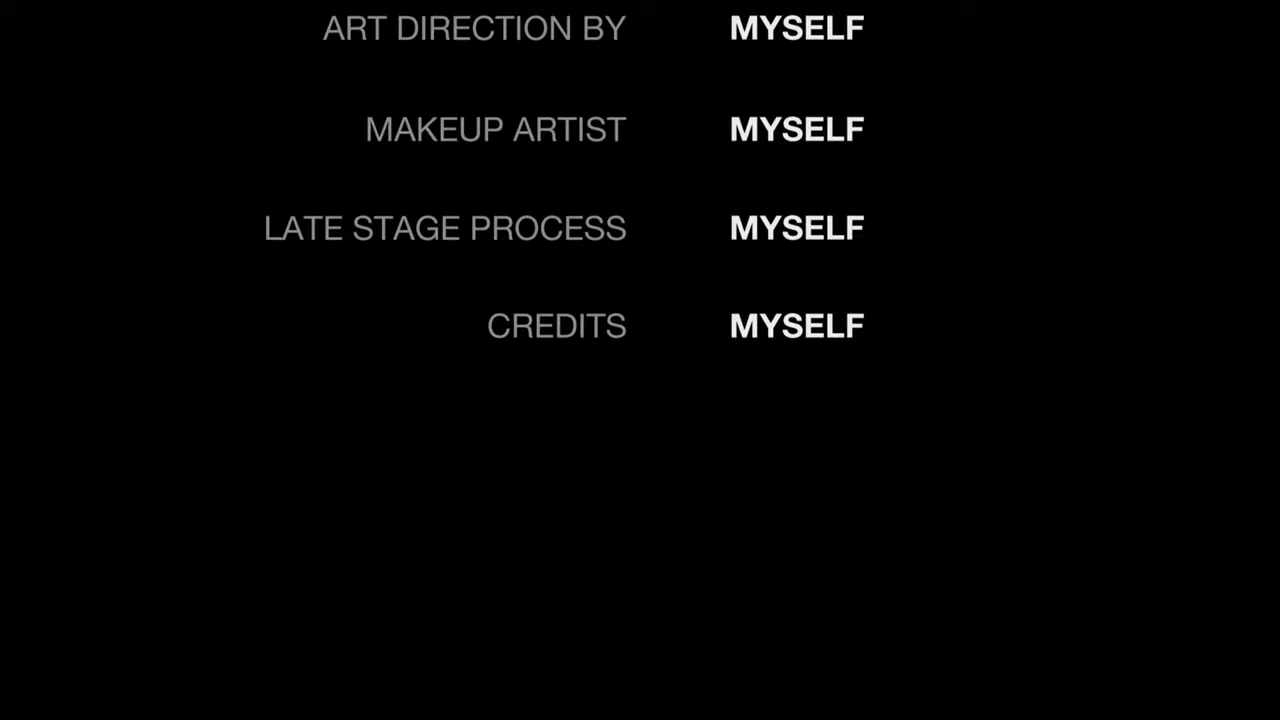 ART DIRECTION BY MYSELF
MAKEUP ARTIST MYSELF
LATE STAGE PROCESS MYSELF
CREDITS MYSELF